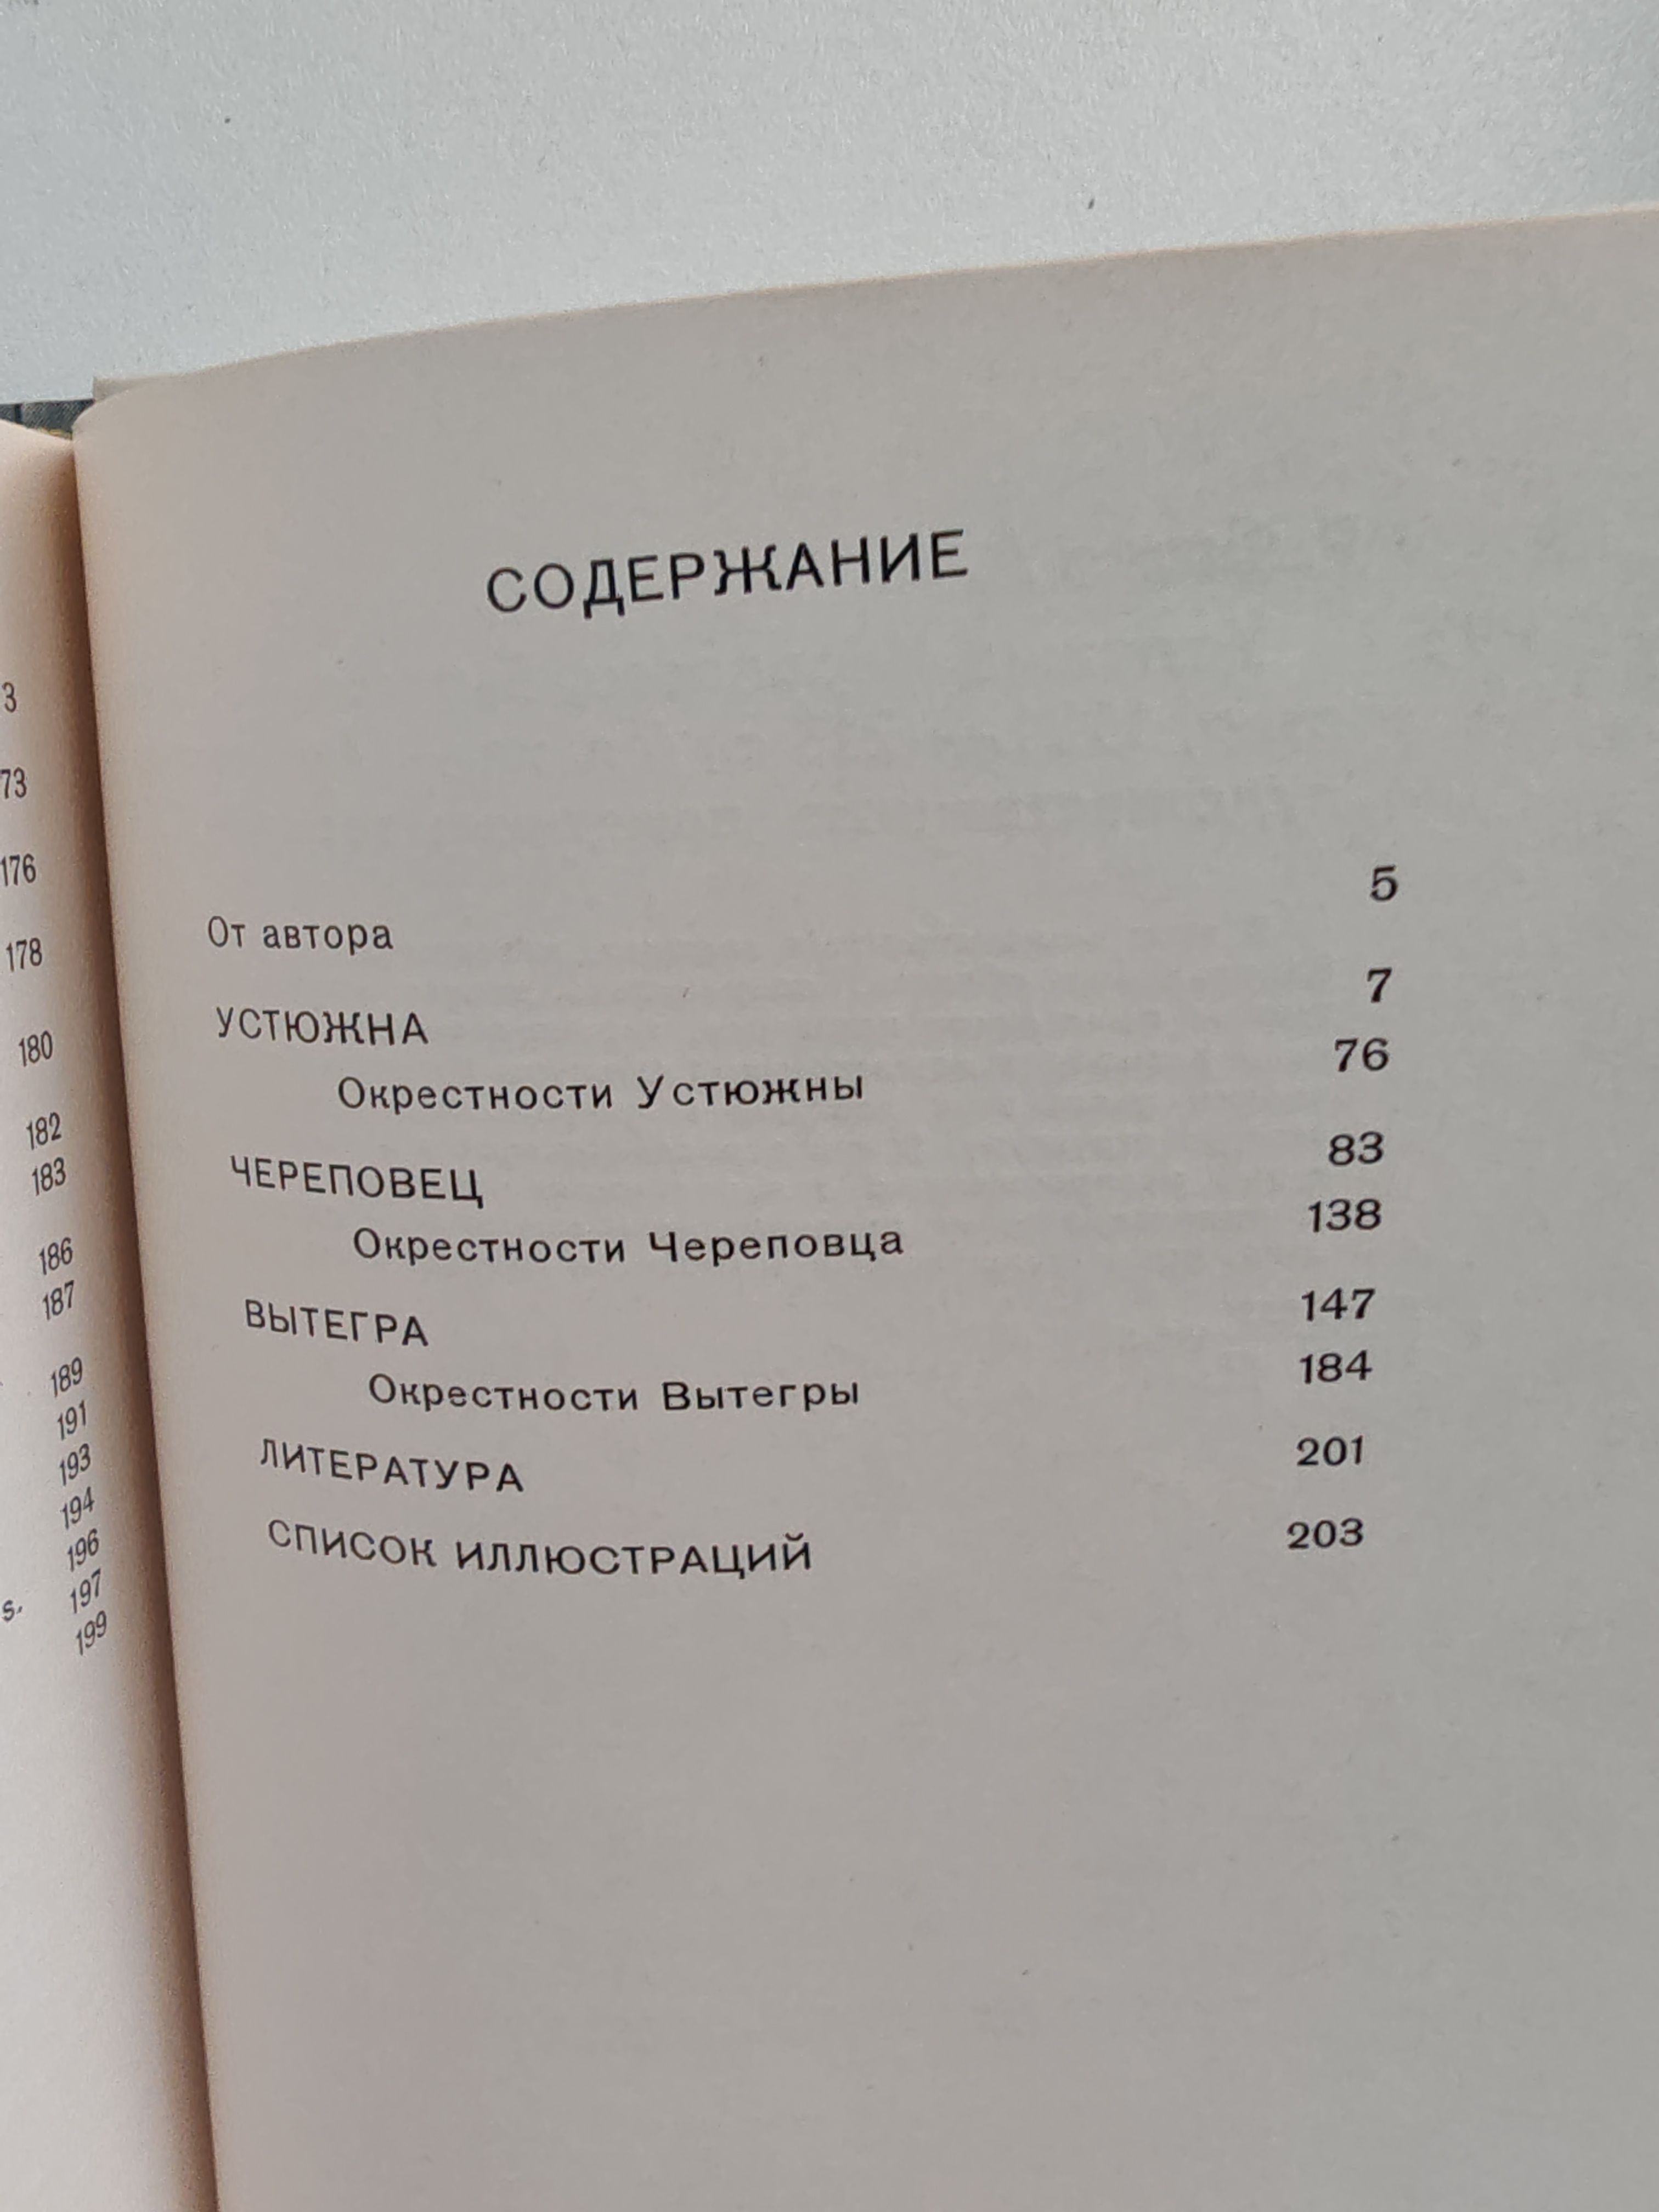 3
73
176
178
180
182
183
186
187
189
191
193
194
196
s. 197
199
СОДЕРЖАНИЕ
От автора 5
УСТЮЖНА 7
Окрестности Устюжны 76
ЧЕРЕПОВЕЦ 83
Окрестности Череповца 138
ВЫТЕГРА 147
Окрестности Вытегры 184
ЛИТЕРАТУРА 201
СПИСОК ИЛЛЮСТРАЦИЙ 203